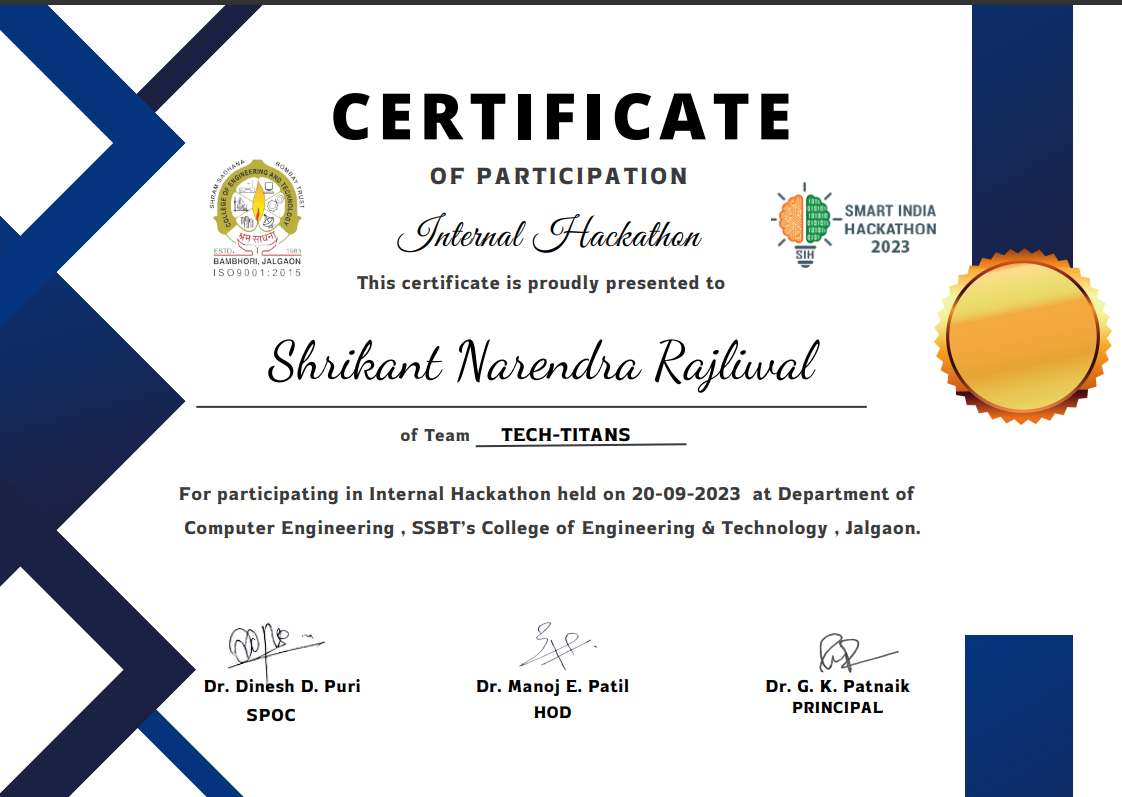 CERTIFICATE
OF PARTICIPATION
Internal Hackathon
SHRAM SADHANA BOMBAY TRUST
COLLEGE OF ENGINEERING AND TECHNOLOGY
श्रम साधना
ESTD. 1983
BAMBHORI, JALGAON
ISO9001:2015
SIH
SMART INDIA
HACKATHON
2023
This certificate is proudly presented to
Shrikant Narendra Rajliwal
of Team TECH-TITANS
For participating in Internal Hackathon held on 20-09-2023 at Department of
Computer Engineering , SSBT's College of Engineering & Technology , Jalgaon.
Dr. Dinesh D. Puri
SPOC
Dr. Manoj E. Patil
HOD
Dr. G. K. Patnaik
PRINCIPAL